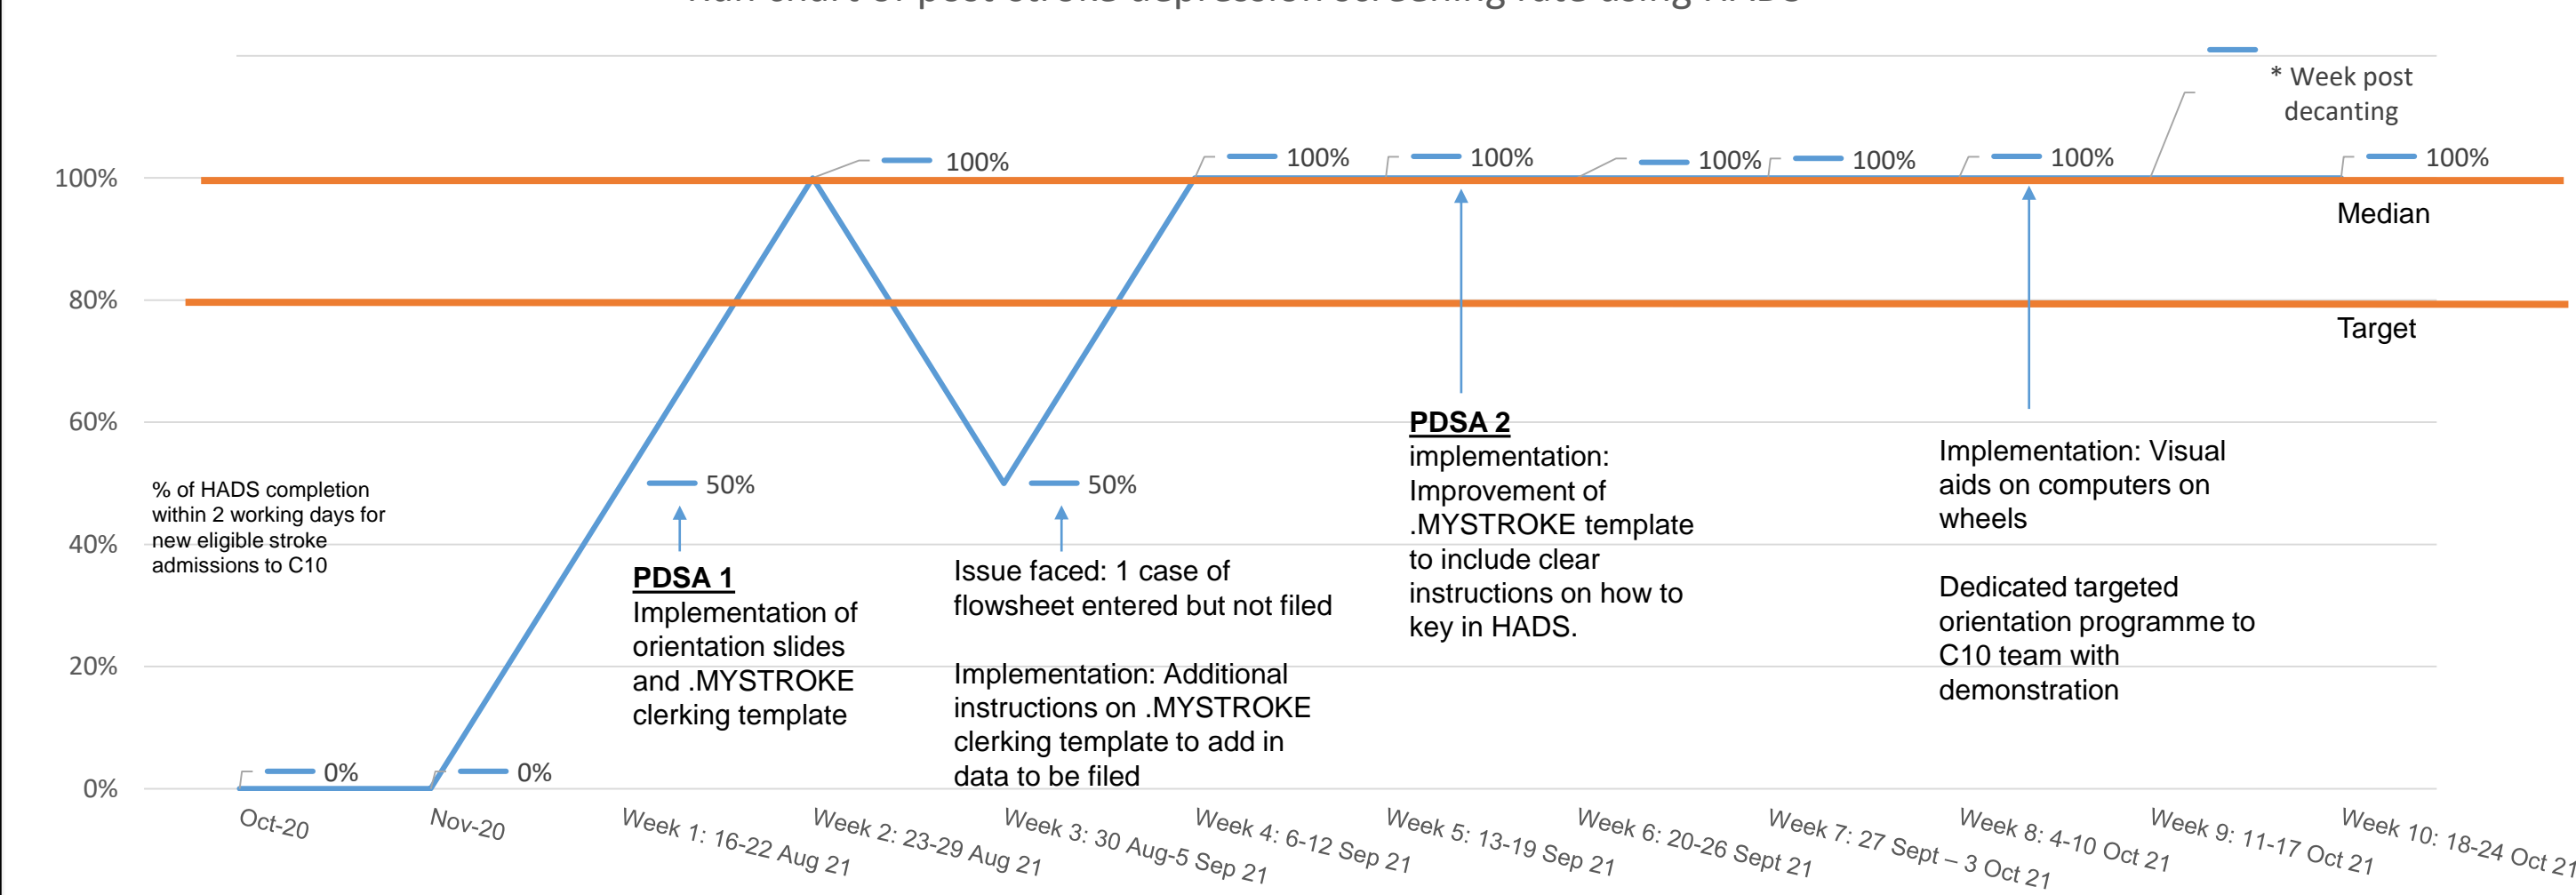 100%
80%
60%
40%
20%
0%
* Week post
decanting
100%
100%
100%
100%
100%
100%
100%
Median
Target
50%
50%
0%
0%
% of HADS completion
within 2 working days for
new eligible stroke
admissions to C10
PDSA 1
Implementation of
orientation slides
and .MYSTROKE
clerking template
Issue faced: 1 case of
flowsheet entered but not filed
Implementation: Additional
instructions on .MYSTROKE
clerking template to add in
data to be filed
PDSA 2
implementation:
Improvement of
.MYSTROKE template
to include clear
instructions on how to
key in HADS.
Implementation: Visual
aids on computers on
wheels
Dedicated targeted
orientation programme to
C10 team with
demonstration
Oct-20
Nov-20
Week 1: 16-22 Aug 21
Week 2: 23-29 Aug 21
Week 3: 30 Aug-5 Sep 21
Week 4: 6-12 Sep 21
Week 5: 13-19 Sep 21
Week 6: 20-26 Sept 21
Week 7: 27 Sept – 3 Oct 21
Week 8: 4-10 Oct 21
Week 9: 11-17 Oct 21
Week 10: 18-24 Oct 21